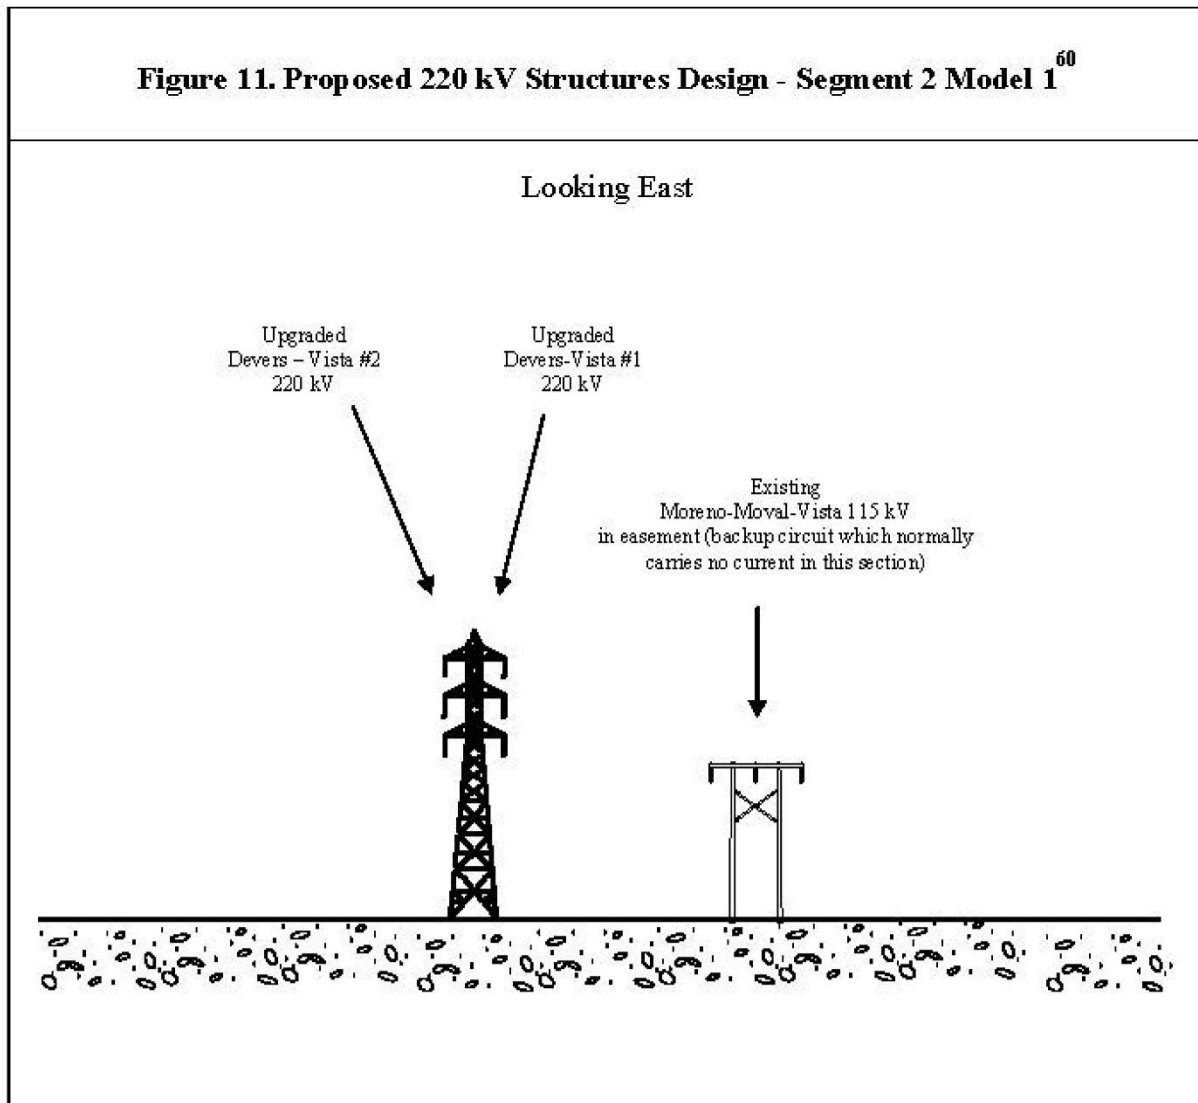 Figure 11. Proposed 220 kV Structures Design - Segment 2 Model 1 60
Looking East
Upgraded
Devers – Vista #2
220 kV
Upgraded
Devers-Vista #1
220 kV
Existing
Moreno-Moval-Vista 115 kV
in easement (backup circuit which normally
carries no current in this section)